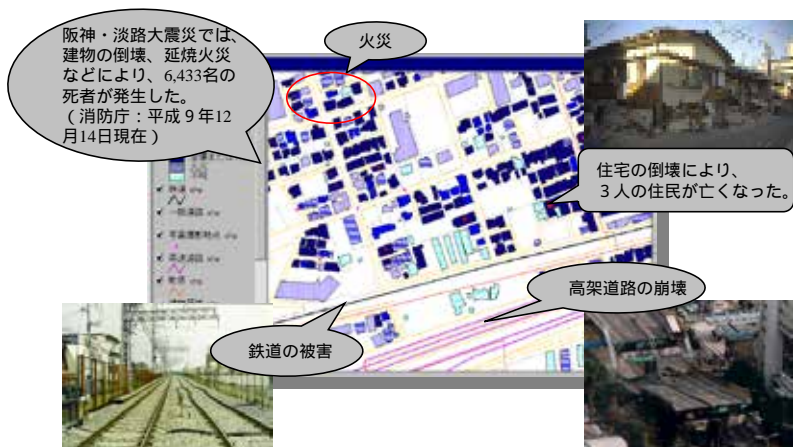 阪神・淡路大震災では、
建物の倒壊、延焼火災
などにより、6,433名の
死者が発生した。
（消防庁：平成９年12
月14日現在）
火災
住宅の倒壊により、
３人の住民が亡くなった。
高架道路の崩壊
鉄道の被害